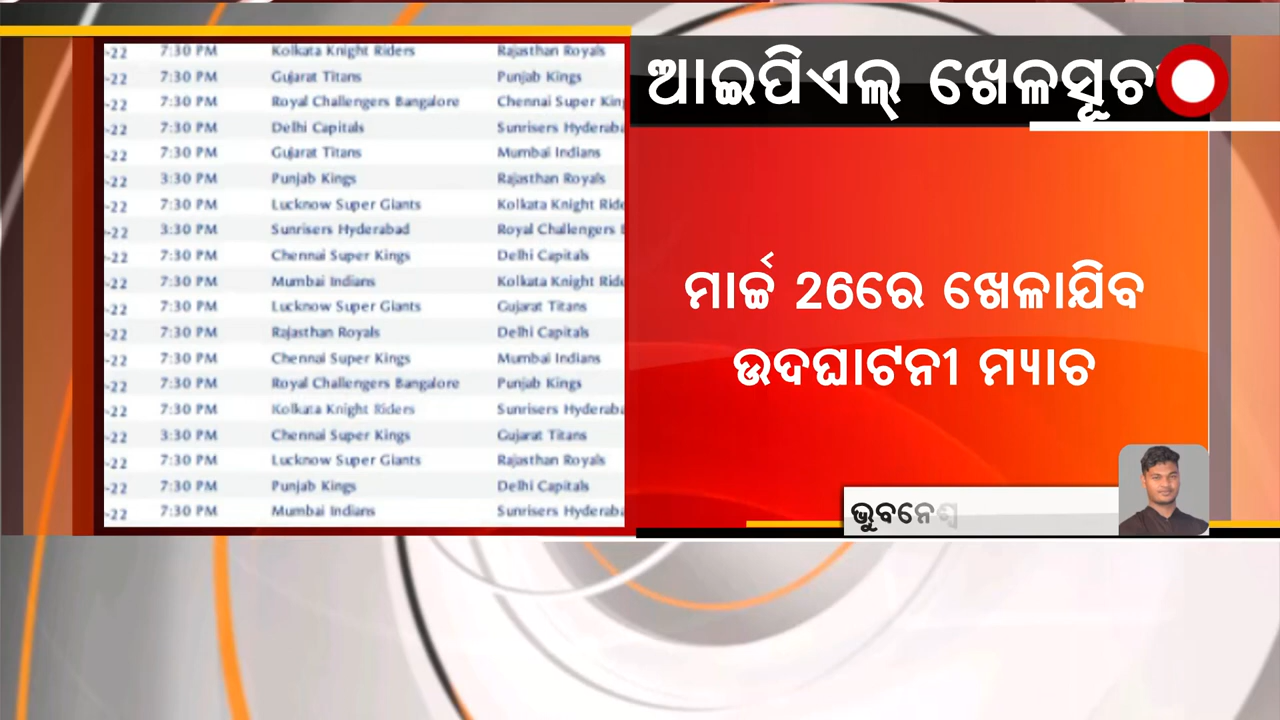 -22 7:30 PM Kolkata Knight Riders Rajasthan Royals
-22 7:30 PM Gujarat Titans Punjab Kings
-22 7:30 PM Royal Challengers Bangalore Chennai Super King
-22 7:30 PM Delhi Capitals Sunrisers Hyderaba
-22 7:30 PM Gujarat Titans Mumbai Indians
-22 3:30 PM Punjab Kings Rajasthan Royals
-22 7:30 PM Lucknow Super Giants Kolkata Knight Ride
-22 3:30 PM Sunrisers Hyderabad Royal Challengers
-22 7:30 PM Chennai Super Kings Delhi Capitals
-22 7:30 PM Mumbai Indians Kolkata Knight Ride
-22 7:30 PM Lucknow Super Giants Gujarat Titans
-22 7:30 PM Rajasthan Royals Delhi Capitals
-22 7:30 PM Chennai Super Kings Mumbai Indians
-22 7:30 PM Royal Challengers Bangalore Punjab Kings
-22 7:30 PM Kolkata Knight Riders Sunrisers Hyderaba
-22 3:30 PM Chennai Super Kings Gujarat Titans
-22 7:30 PM Lucknow Super Giants Rajasthan Royals
-22 7:30 PM Punjab Kings Delhi Capitals
-22 7:30 PM Mumbai Indians Sunrisers Hyderaba
ଆଇପିଏଲ୍ ଖେଳସୂଚ
ମାର୍ଚ୍ଚ 26ରେ ଖେଳାଯିବ
ଉଦଘାଟନୀ ମ୍ୟାଚ
ଭୁବନେଶ୍ୱ